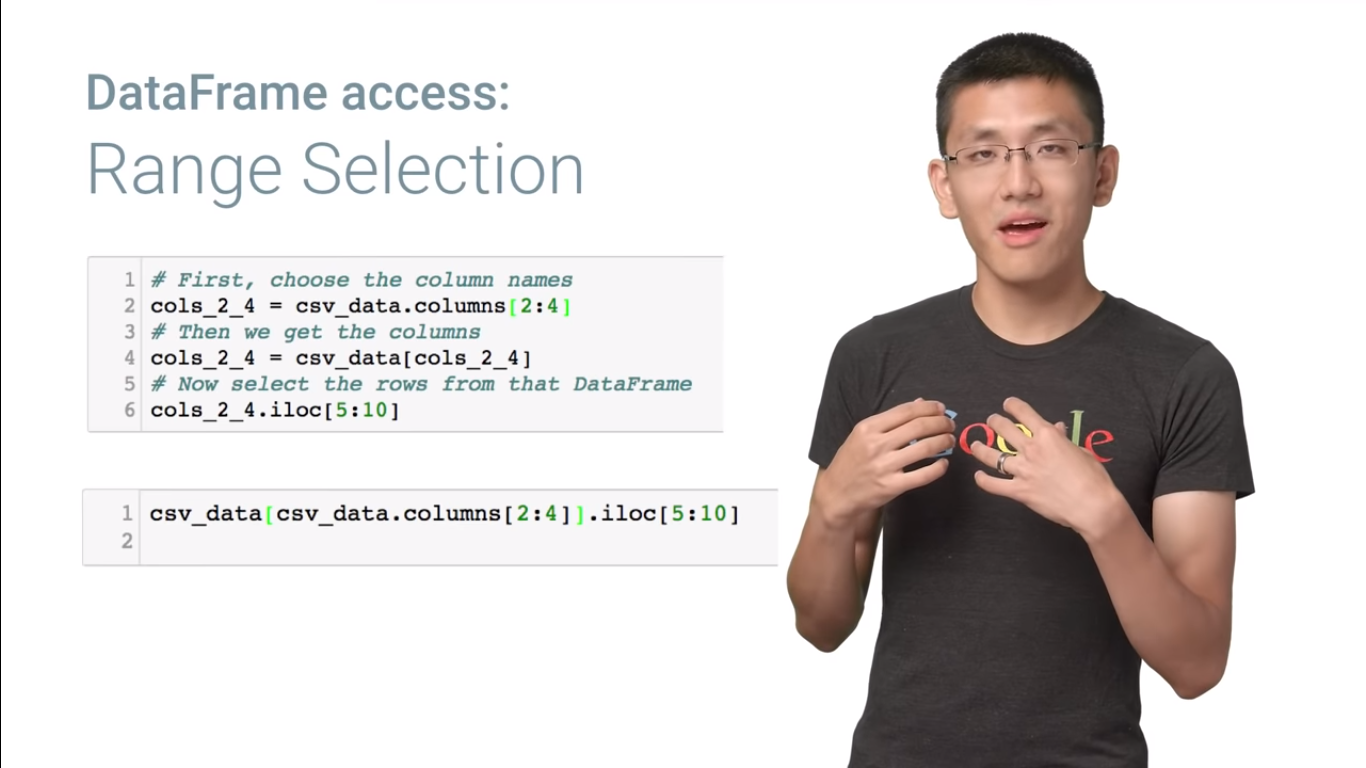 DataFrame access:
Range Selection
1 # First, choose the column names
2 cols_2_4 = csv_data.columns[2:4]
3 # Then we get the columns
4 cols_2_4 = csv_data[cols_2_4]
5 # Now select the rows from that DataFrame
6 cols_2_4.iloc[5:10]
1 csv_data[csv_data.columns[2:4]].iloc[5:10]
2
Google